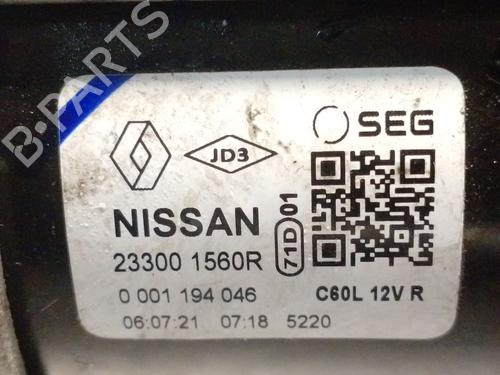 B-PARTS
JD3
SEG
NISSAN
71D 01
23300 1560R
0 001 194 046
C60L 12V R
06:07:21 07:18 5220